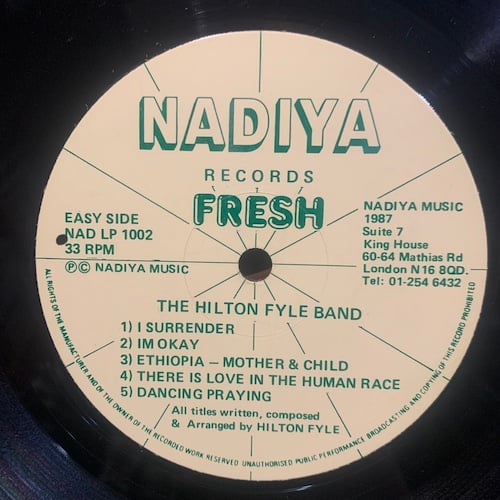 NADIYA
RECORDS
FRESH
EASY SIDE
NAD LP 1002
33 RPM
Ⓟ© NADIYA MUSIC
NADIYA MUSIC
1987
Suite 7
King House
60-64 Mathias Rd
London N16 8QD.
Tel: 01-254 6432
THE HILTON FYLE BAND
1) I SURRENDER
2) IM OKAY
3) ETHIOPIA – MOTHER & CHILD
4) THERE IS LOVE IN THE HUMAN RACE
5) DANCING PRAYING
All titles written, composed
& Arranged by HILTON FYLE
ALL RIGHTS OF THE MANUFACTURER AND OF THE OWNER OF THE RECORDED WORK RESERVED UNAUTHORISED PUBLIC PERFORMANCE BROADCASTING AND COPYING OF THIS RECORD PROHIBITED